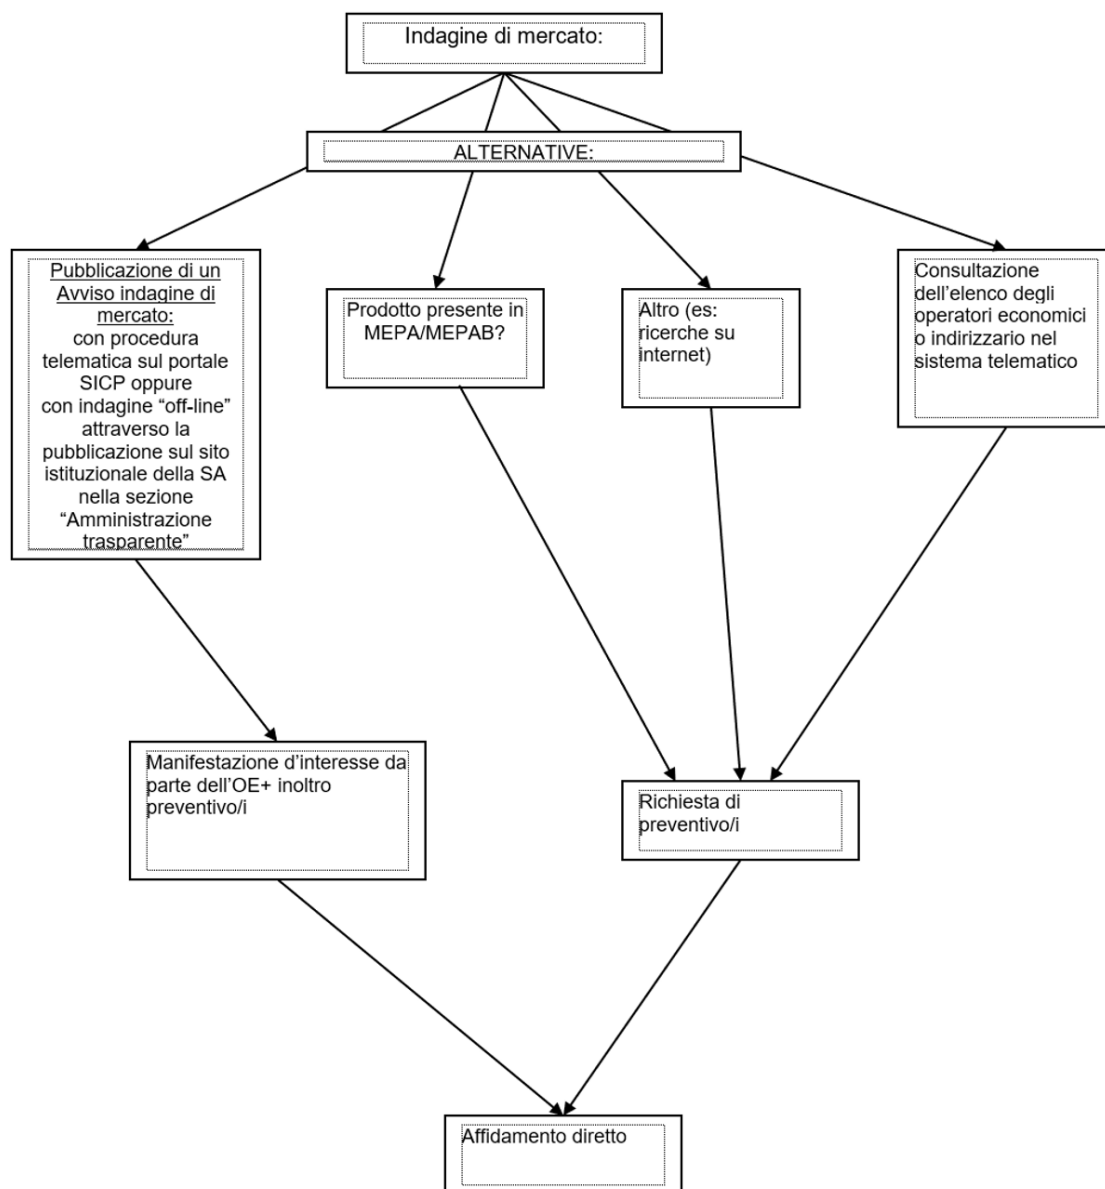 Indagine di mercato:
ALTERNATIVE:
Pubblicazione di un
Avviso indagine di
mercato:
con procedura
telematica sul portale
SICP oppure
con indagine “off-line”
attraverso la
pubblicazione sul sito
istituzionale della SA
nella sezione
“Amministrazione
trasparente”
Prodotto presente in
MEPA/MEPAB?
Altro (es:
ricerche su
internet)
Consultazione
dell’elenco degli
operatori economici
o indirizzario nel
sistema telematico
Manifestazione d’interesse da
parte dell’OE+ inoltro
preventivo/i
Richiesta di
preventivo/i
Affidamento diretto